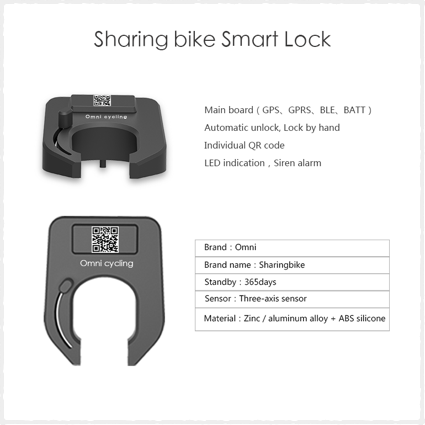 Sharing bike Smart Lock
Omni cycling
Main board ( GPS、GPRS、BLE、BATT )
Automatic unlock, Lock by hand
Individual QR code
LED indication , Siren alarm
Omni cycling
Brand : Omni
Brand name : Sharingbike
Standby : 365days
Sensor : Three-axis sensor
Material : Zinc / aluminum alloy + ABS silicone